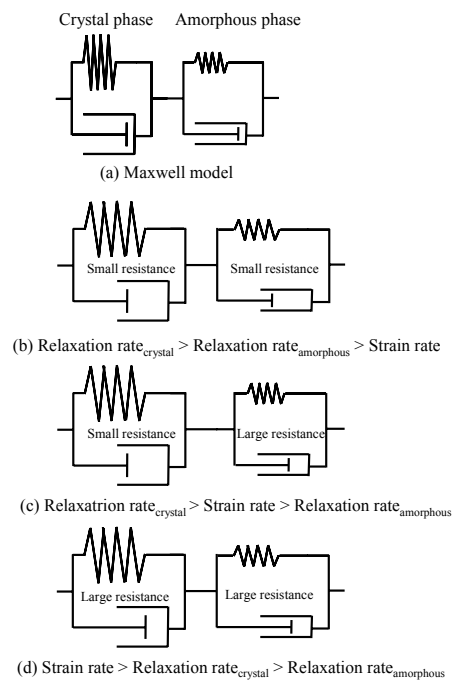 Crystal phase Amorphous phase
(a) Maxwell model
Small resistance Small resistance
(b) Relaxation rate_crystal > Relaxation rate_amorphous > Strain rate
Small resistance Large resistance
(c) Relaxatrion rate_crystal > Strain rate > Relaxation rate_amorphous
Large resistance Large resistance
(d) Strain rate > Relaxation rate_crystal > Relaxation rate_amorphous